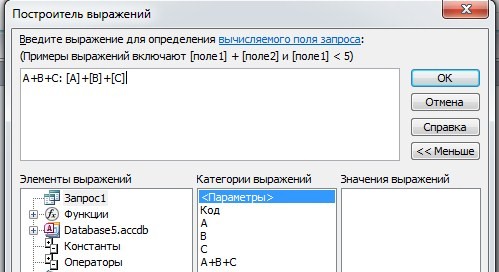 Построитель выражений
Введите выражение для определения вычисляемого поля запроса:
(Примеры выражений включают [поле1] + [поле2] и [поле1] < 5)
A+B+C: [A]+[B]+[C]
ОК
Отмена
Справка
<< Меньше
Элементы выражений
Запрос1
Функции
Database5.accdb
Константы
Операторы
Категории выражений
<Параметры>
Код
A
B
C
A+B+C
Значения выражений